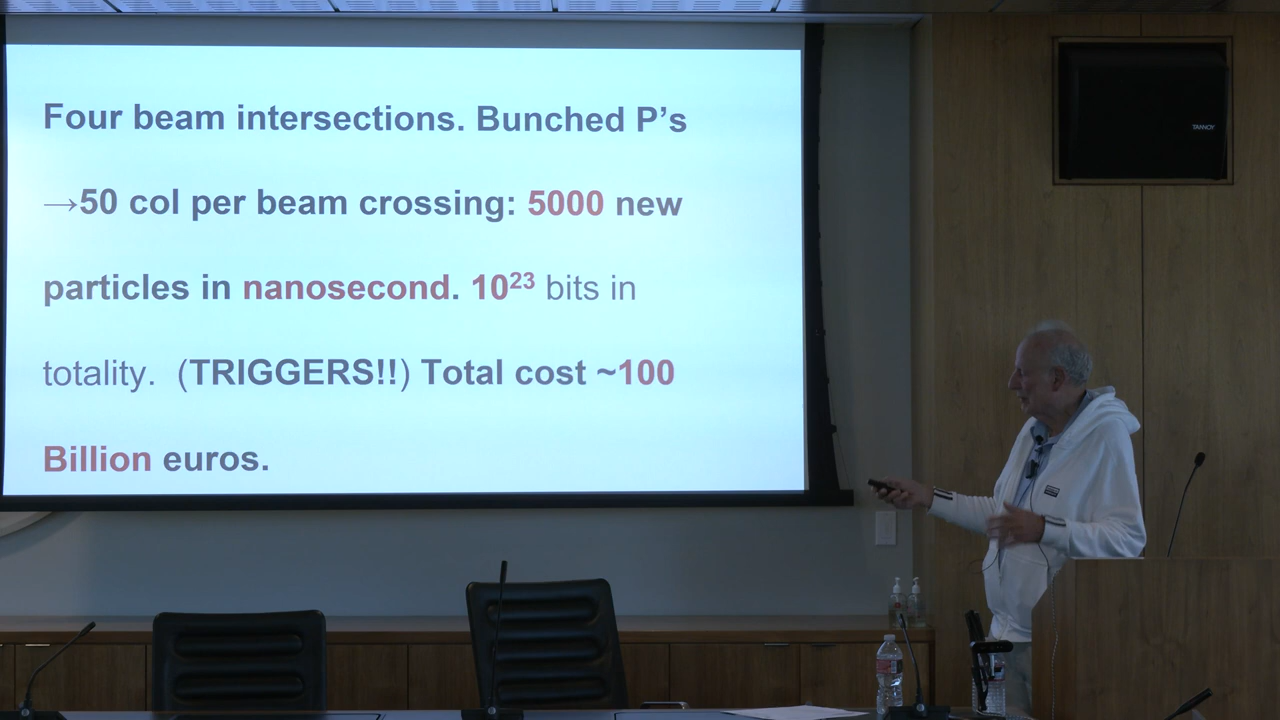 Four beam intersections. Bunched P’s
→50 col per beam crossing: 5000 new
particles in nanosecond. 10²³ bits in
totality. (TRIGGERS!!) Total cost ~100
Billion euros.
TANNOY